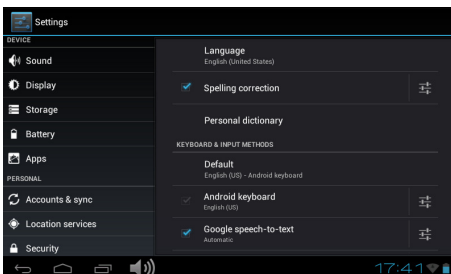 Settings
DEVICE
Sound
Display
Storage
Battery
Apps
PERSONAL
Accounts & sync
Location services
Security
Language
English (United States)
Spelling correction
Personal dictionary
KEYBOARD & INPUT METHODS
Default
English (US) - Android keyboard
Android keyboard
English (US)
Google speech-to-text
Automatic
17:41